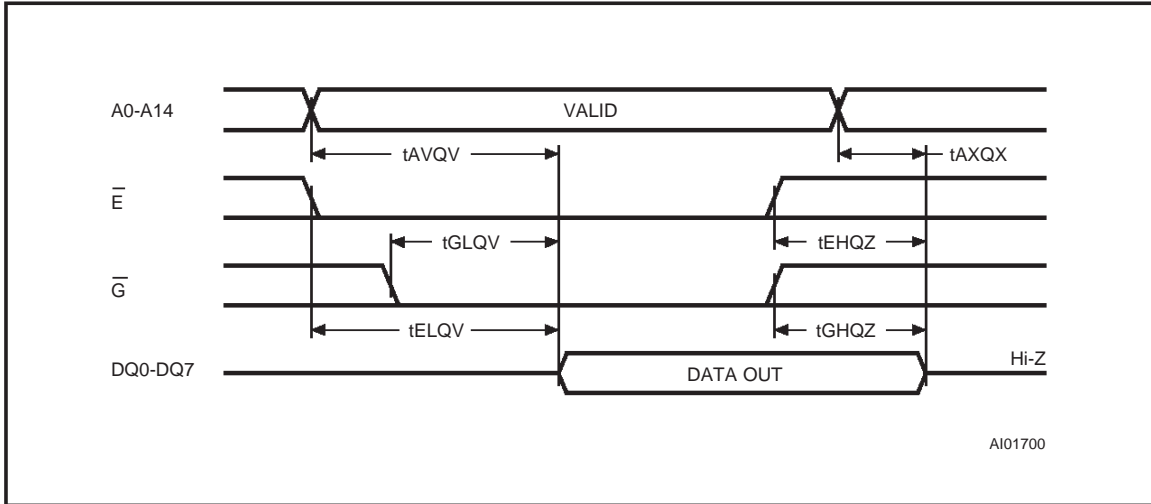 A0-A14
VALID
tAVQV
tAXQX
E̅
tGLQV
tEHQZ
G̅
tELQV
tGHQZ
DQ0-DQ7
DATA OUT
Hi-Z
AI01700